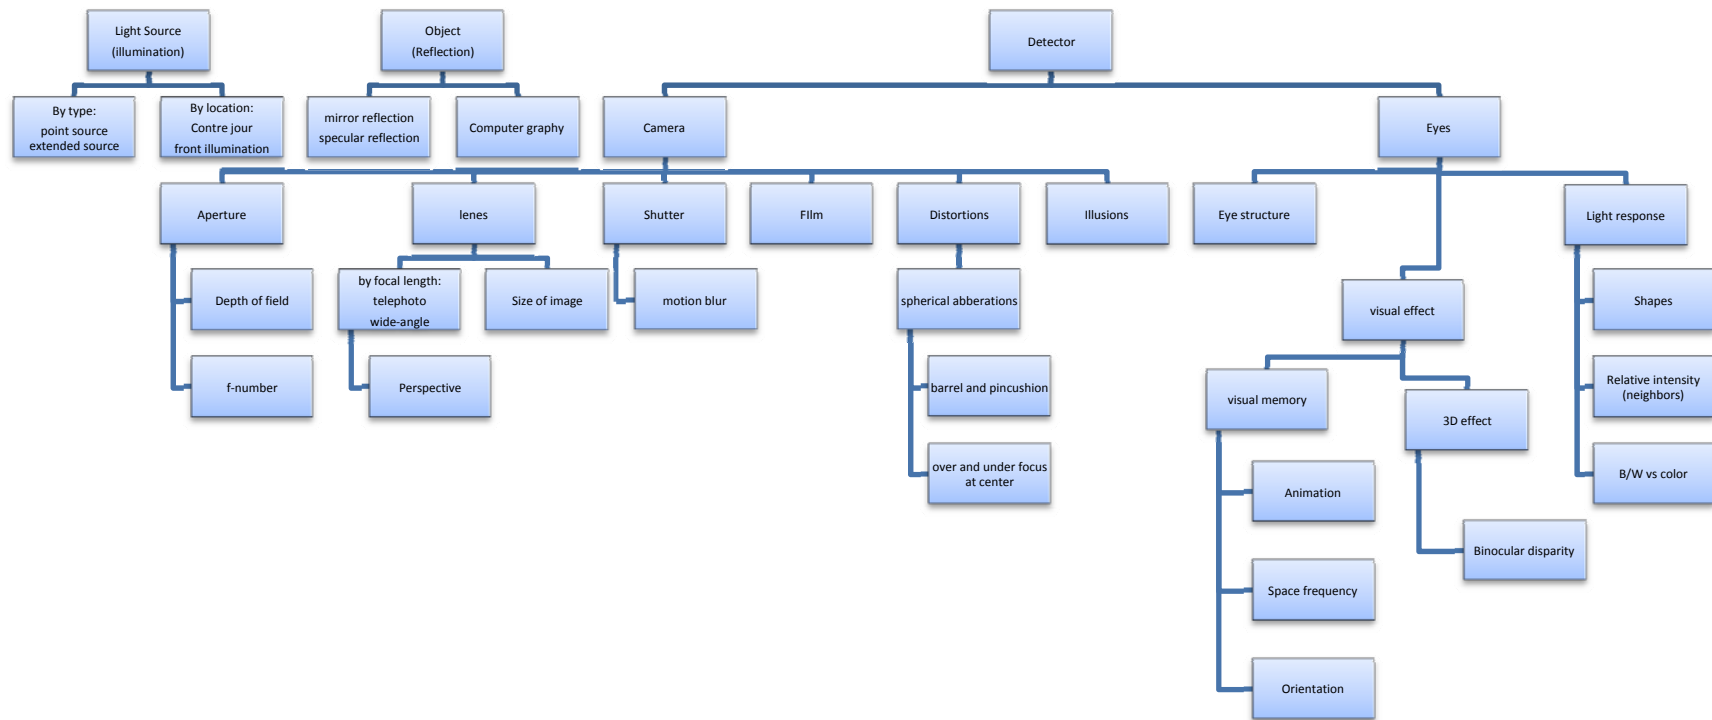 Light Source
(illumination)
Object
(Reflection)
Detector
By type:
point source
extended source
By location:
Contre jour
front illumination
mirror reflection
specular reflection
Computer graphy
Camera
Eyes
Aperture
lenes
Shutter
FIlm
Distortions
Illusions
Eye structure
Light response
Depth of field
by focal length:
telephoto
wide-angle
Size of image
motion blur
spherical abberations
visual effect
Shapes
f-number
Perspective
barrel and pincushion
visual memory
3D effect
Relative intensity
(neighbors)
over and under focus
at center
Animation
B/W vs color
Binocular disparity
Space frequency
Orientation